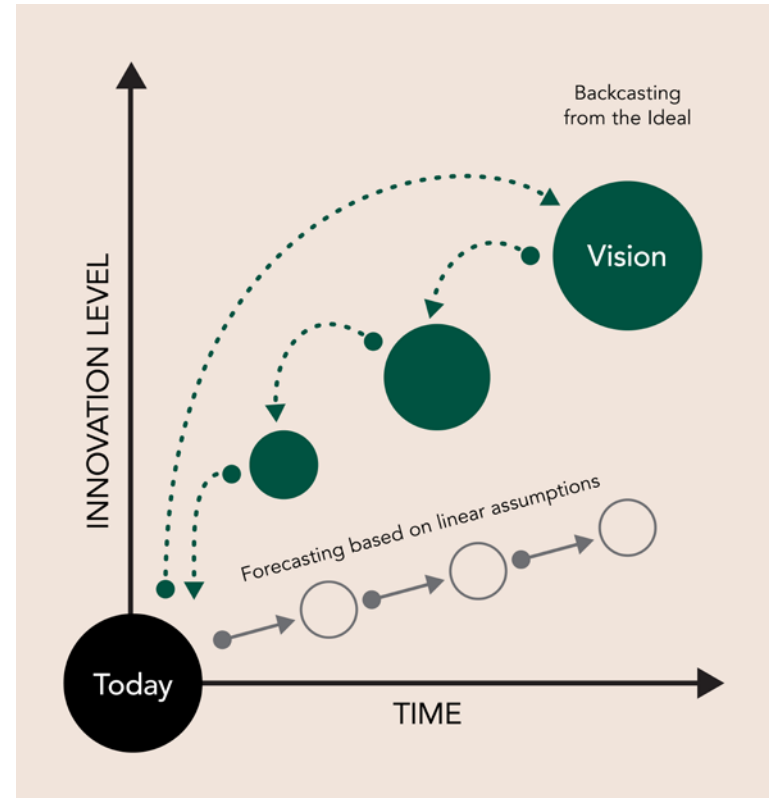 Backcasting
from the Ideal
Vision
INNOVATION LEVEL
Forecasting based on linear assumptions
Today
TIME